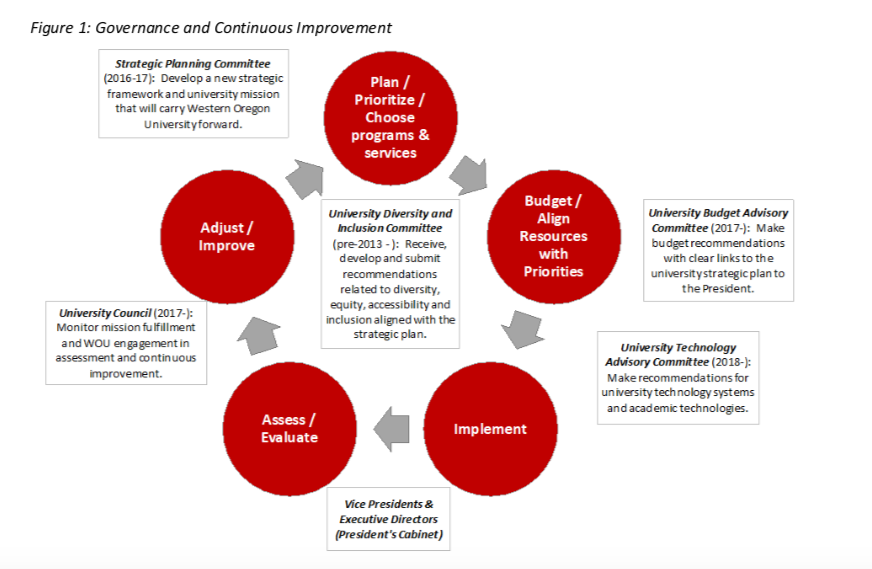 Figure 1: Governance and Continuous Improvement
Strategic Planning Committee
(2016-17): Develop a new strategic
framework and university mission
that will carry Western Oregon
University forward.
Plan /
Prioritize /
Choose
programs &
services
Adjust /
Improve
University Diversity and
Inclusion Committee
(pre-2013 - ): Receive,
develop and submit
recommendations
related to diversity,
equity, accessibility and
inclusion aligned with the
strategic plan.
Budget /
Align
Resources
with
Priorities
University Budget Advisory
Committee (2017-): Make
budget recommendations
with clear links to the
university strategic plan to
the President.
University Council (2017-):
Monitor mission fulfillment
and WOU engagement in
assessment and continuous
improvement.
University Technology
Advisory Committee (2018-):
Make recommendations for
university technology systems
and academic technologies.
Assess /
Evaluate
Implement
Vice Presidents &
Executive Directors
(President's Cabinet)